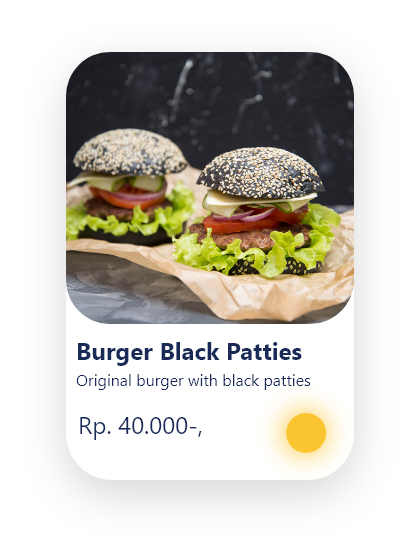 Burger Black Patties
Original burger with black patties
Rp. 40.000-,